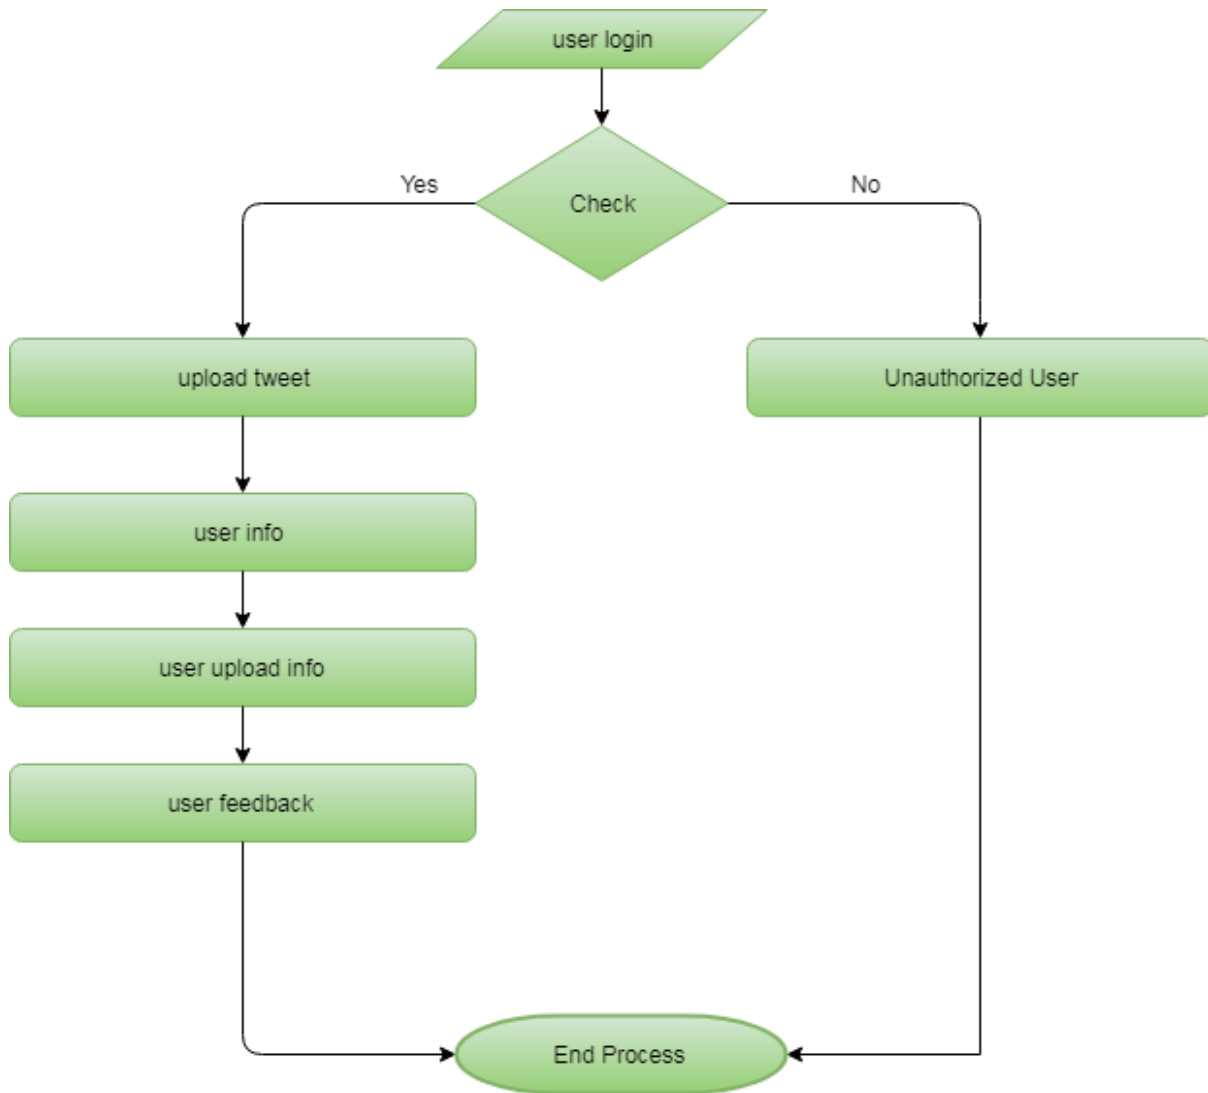 user login
Check
Yes
No
upload tweet
Unauthorized User
user info
user upload info
user feedback
End Process